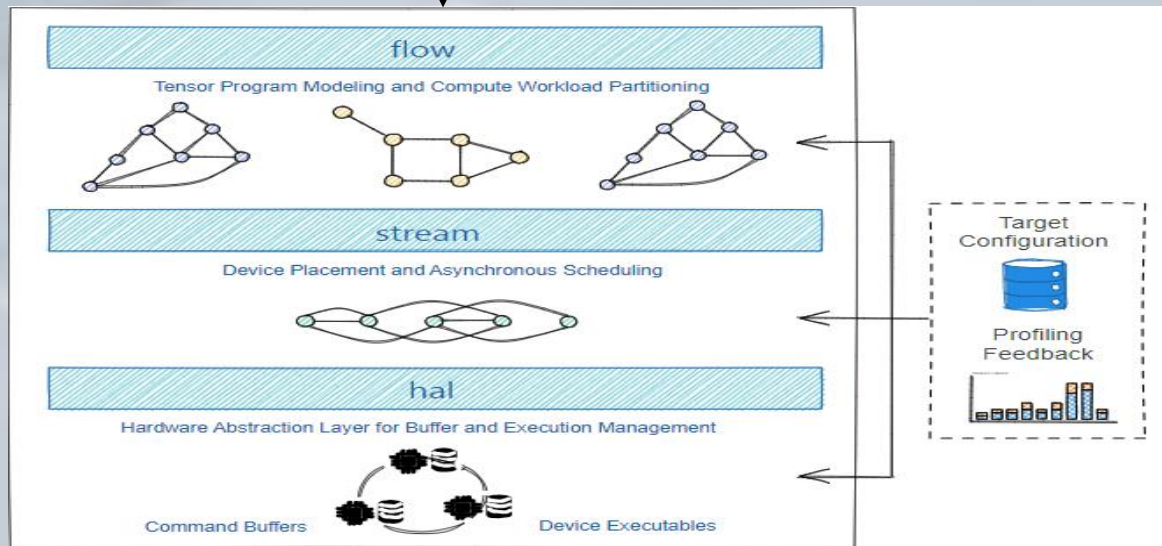 flow
Tensor Program Modeling and Compute Workload Partitioning
stream
Device Placement and Asynchronous Scheduling
hal
Hardware Abstraction Layer for Buffer and Execution Management
Command Buffers
Device Executables
Target
Configuration
Profiling
Feedback